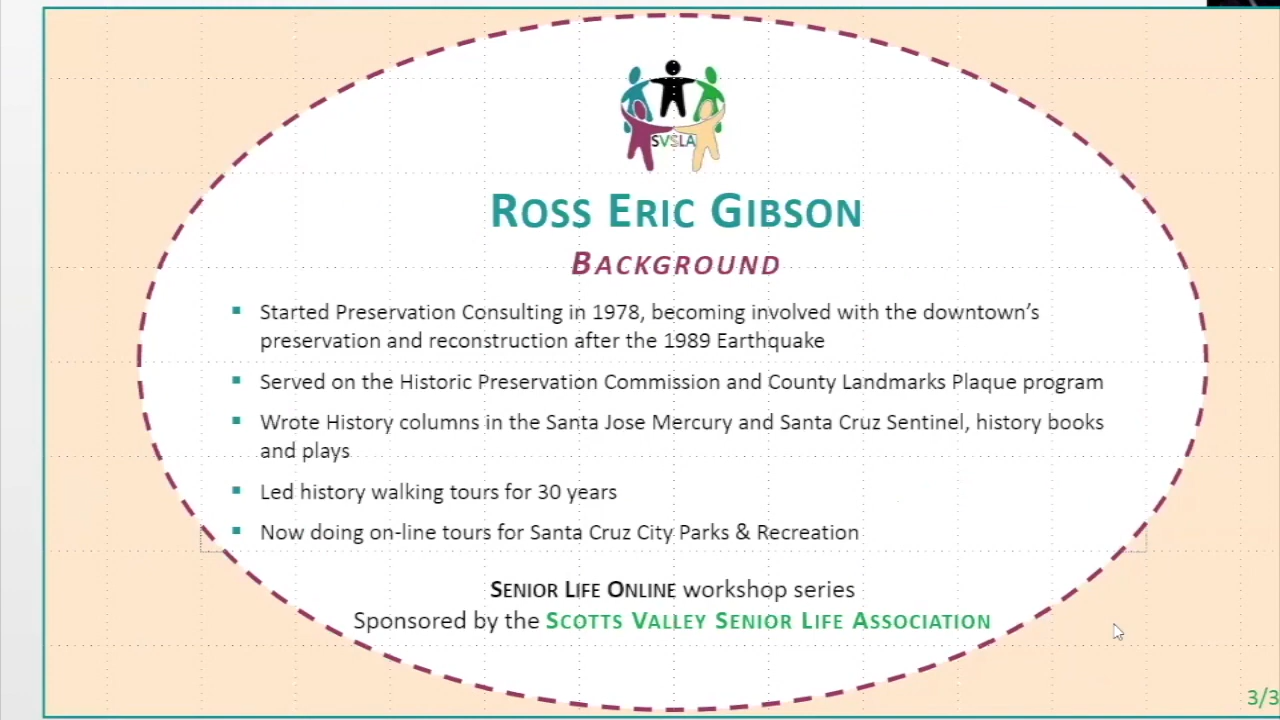 SVSLA
ROSS ERIC GIBSON
BACKGROUND
Started Preservation Consulting in 1978, becoming involved with the downtown's
preservation and reconstruction after the 1989 Earthquake
Served on the Historic Preservation Commission and County Landmarks Plaque program
Wrote History columns in the Santa Jose Mercury and Santa Cruz Sentinel, history books
and plays
Led history walking tours for 30 years
Now doing on-line tours for Santa Cruz City Parks & Recreation
SENIOR LIFE ONLINE workshop series
Sponsored by the SCOTTS VALLEY SENIOR LIFE ASSOCIATION
3/3